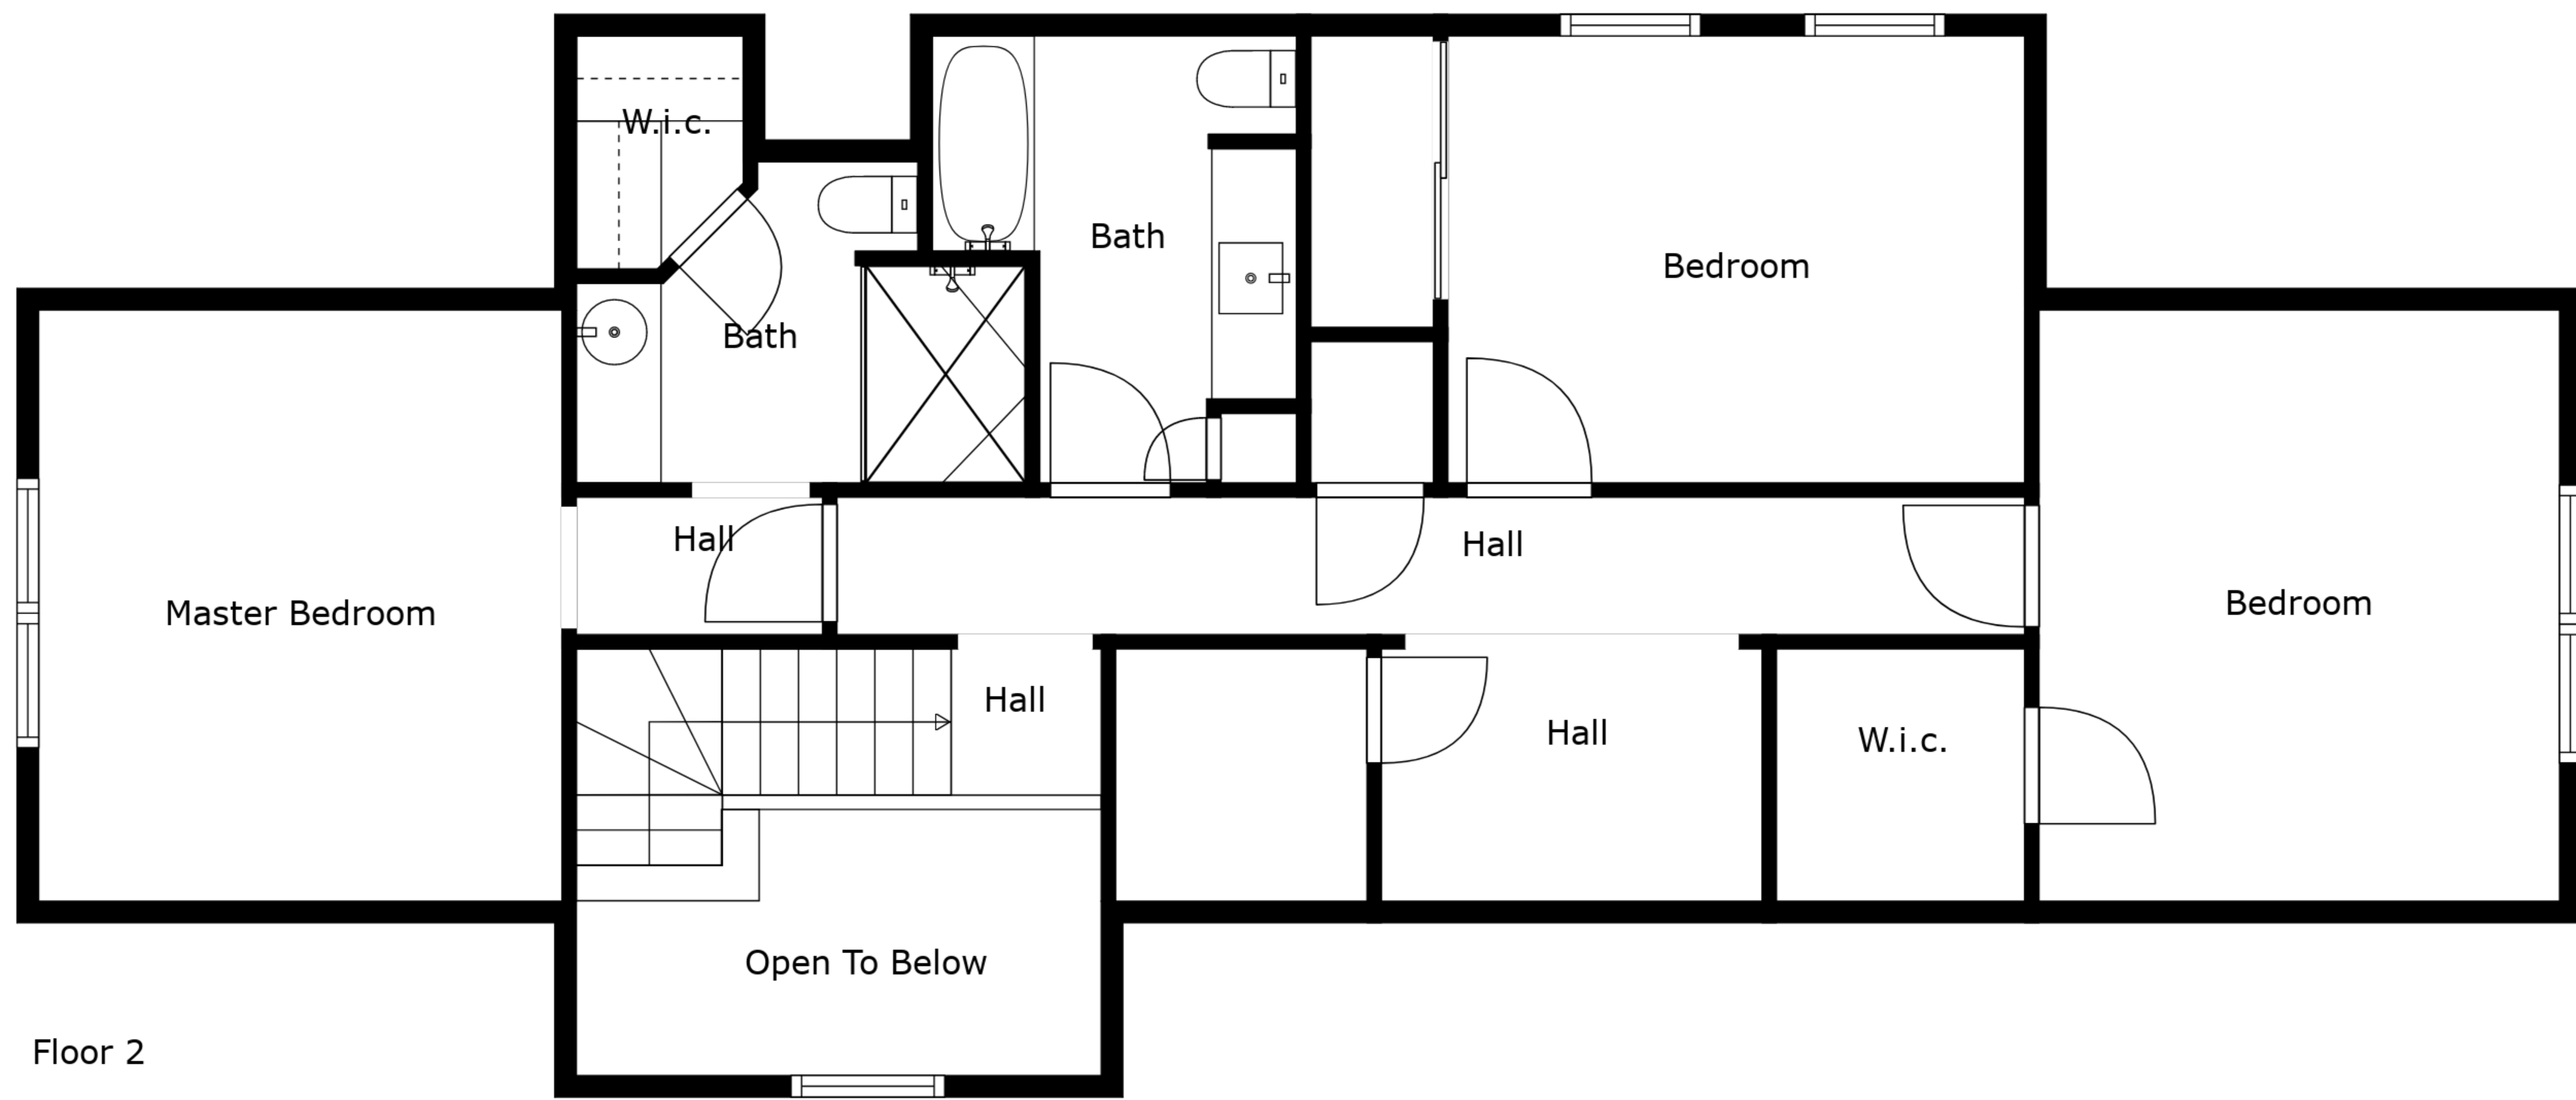 W.i.c.
Bath
Bedroom
Bath
Hall
Hall
Master Bedroom
Bedroom
Hall
Hall
W.i.c.
Open To Below
Floor 2